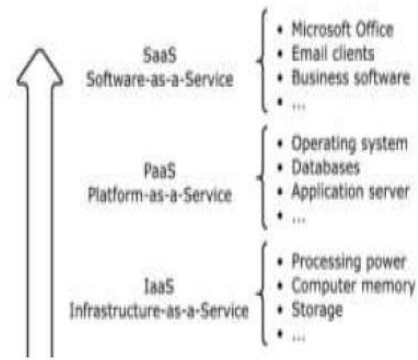 SaaS
Software-as-a-Service
• Microsoft Office
• Email clients
• Business software
• ...
PaaS
Platform-as-a-Service
• Operating system
• Databases
• Application server
• ...
IaaS
Infrastructure-as-a-Service
• Processing power
• Computer memory
• Storage
• ...